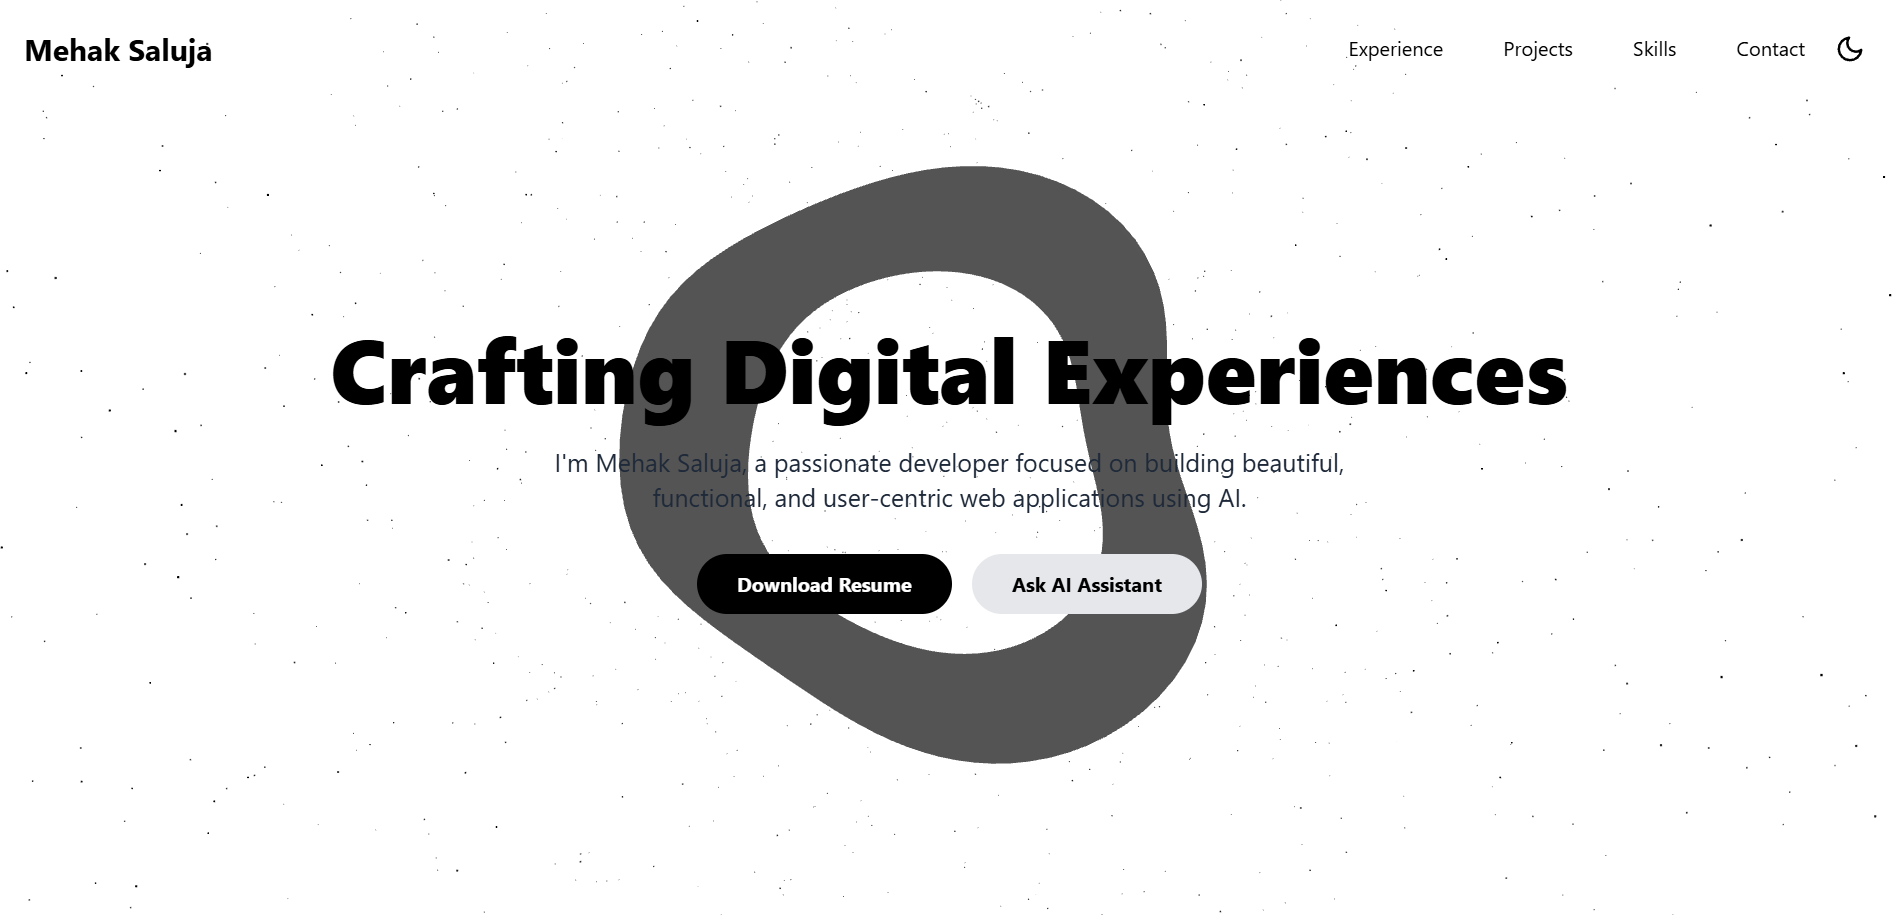 Mehak Saluja
Experience
Projects
Skills
Contact
Crafting Digital Experiences
I'm Mehak Saluja, a passionate developer focused on building beautiful,
functional, and user-centric web applications using AI.
Download Resume
Ask AI Assistant